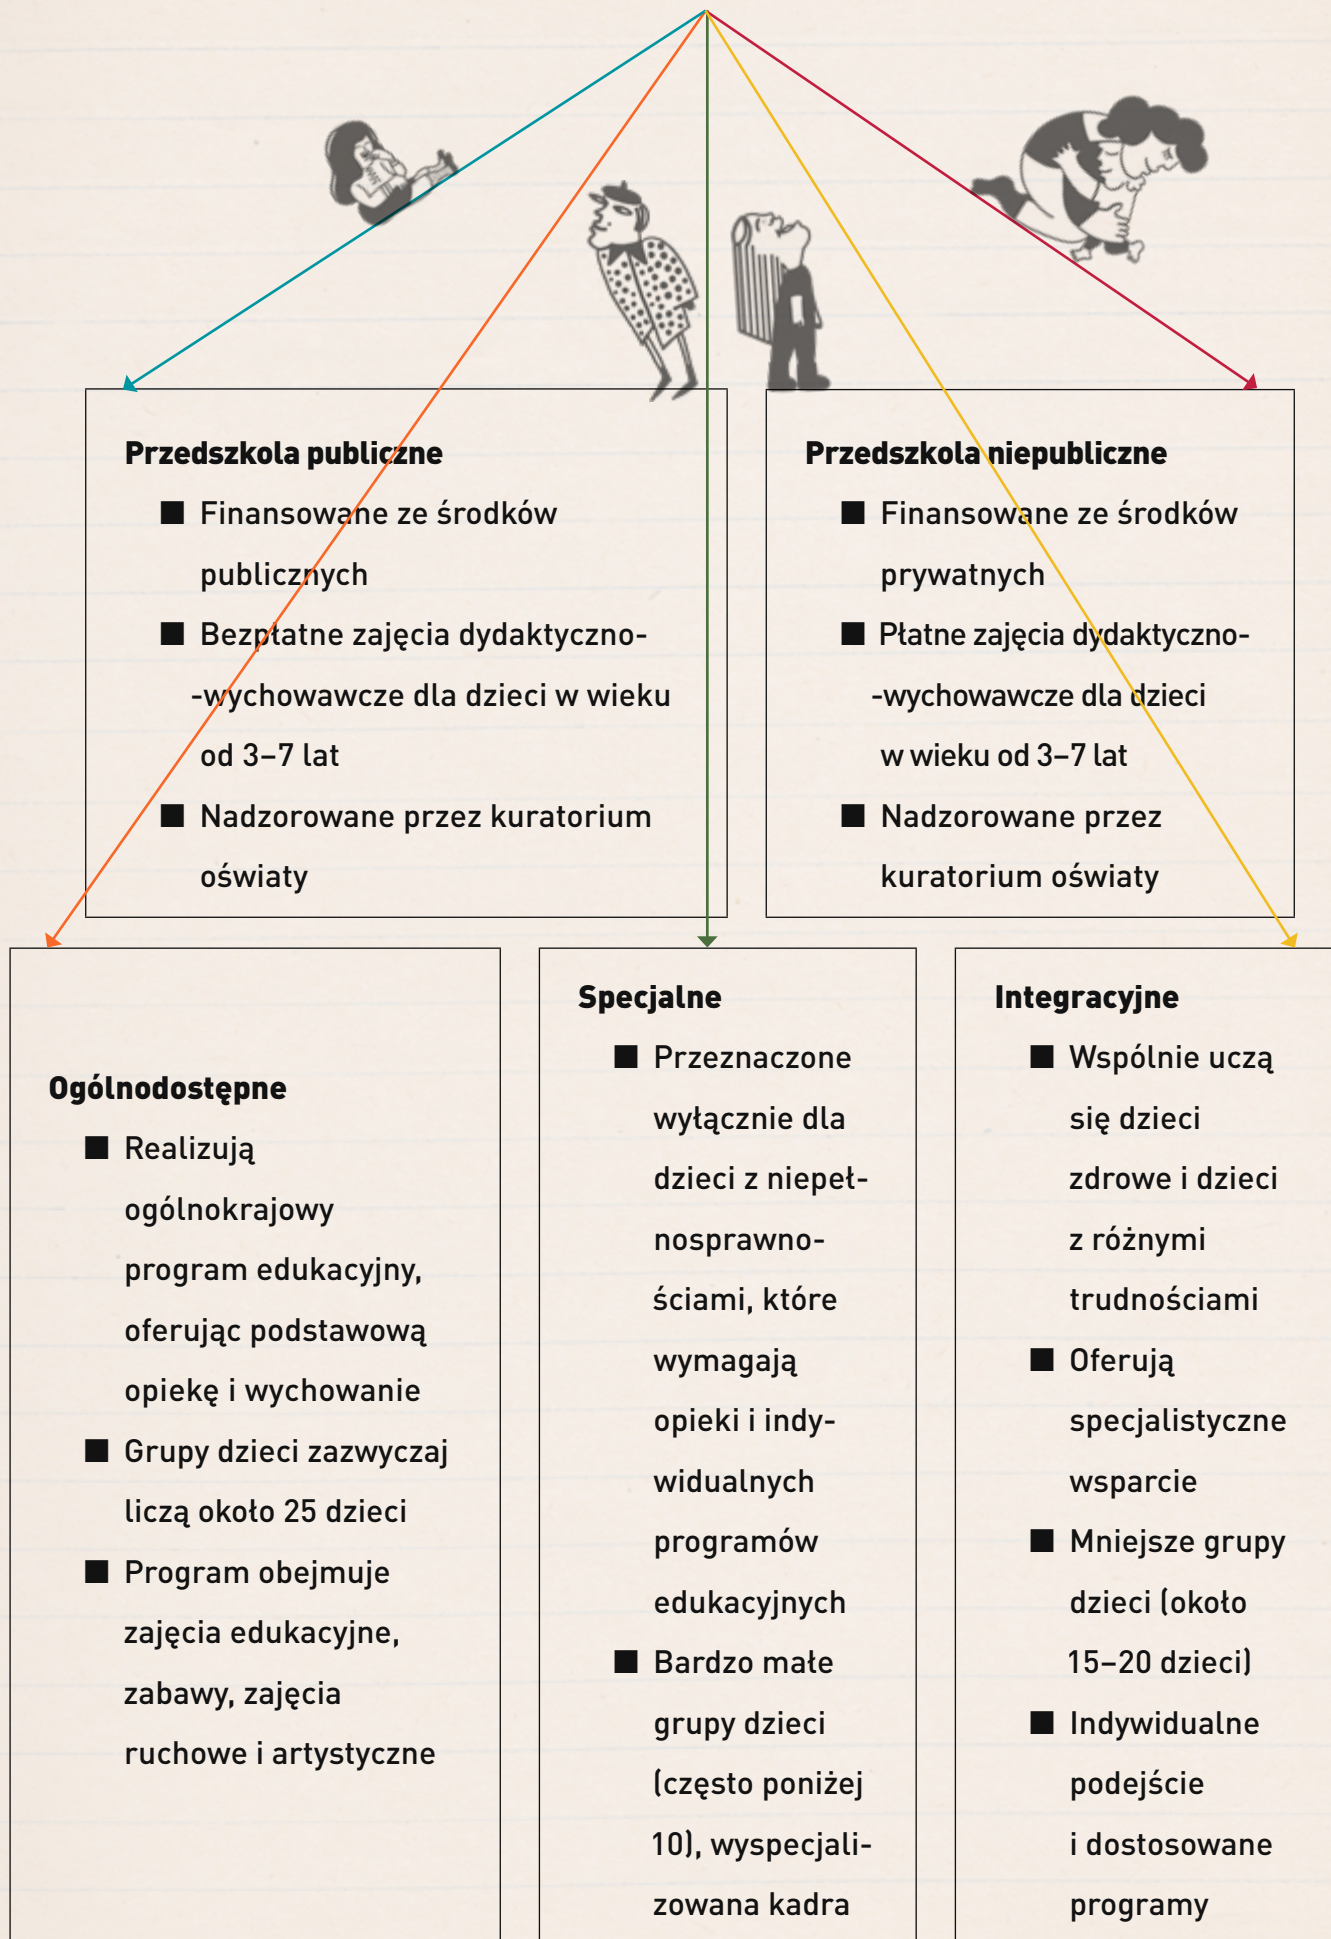 Przedszkola publiczne
■ Finansowane ze środków
publicznych
■ Bezpłatne zajęcia dydaktyczno-
-wychowawcze dla dzieci w wieku
od 3–7 lat
■ Nadzorowane przez kuratorium
oświaty
Przedszkola niepubliczne
■ Finansowane ze środków
prywatnych
■ Płatne zajęcia dydaktyczno-
-wychowawcze dla dzieci
w wieku od 3–7 lat
■ Nadzorowane przez
kuratorium oświaty
Ogólnodostępne
■ Realizują
ogólnokrajowy
program edukacyjny,
oferując podstawową
opiekę i wychowanie
■ Grupy dzieci zazwyczaj
liczą około 25 dzieci
■ Program obejmuje
zajęcia edukacyjne,
zabawy, zajęcia
ruchowe i artystyczne
Specjalne
■ Przeznaczone
wyłącznie dla
dzieci z niepeł-
nosprawno-
ściami, które
wymagają
opieki i indy-
widualnych
programów
edukacyjnych
■ Bardzo małe
grupy dzieci
(często poniżej
10), wyspecjali-
zowana kadra
Integracyjne
■ Wspólnie uczą
się dzieci
zdrowe i dzieci
z różnymi
trudnościami
■ Oferują
specjalistyczne
wsparcie
■ Mniejsze grupy
dzieci (około
15–20 dzieci)
■ Indywidualne
podejście
i dostosowane
programy